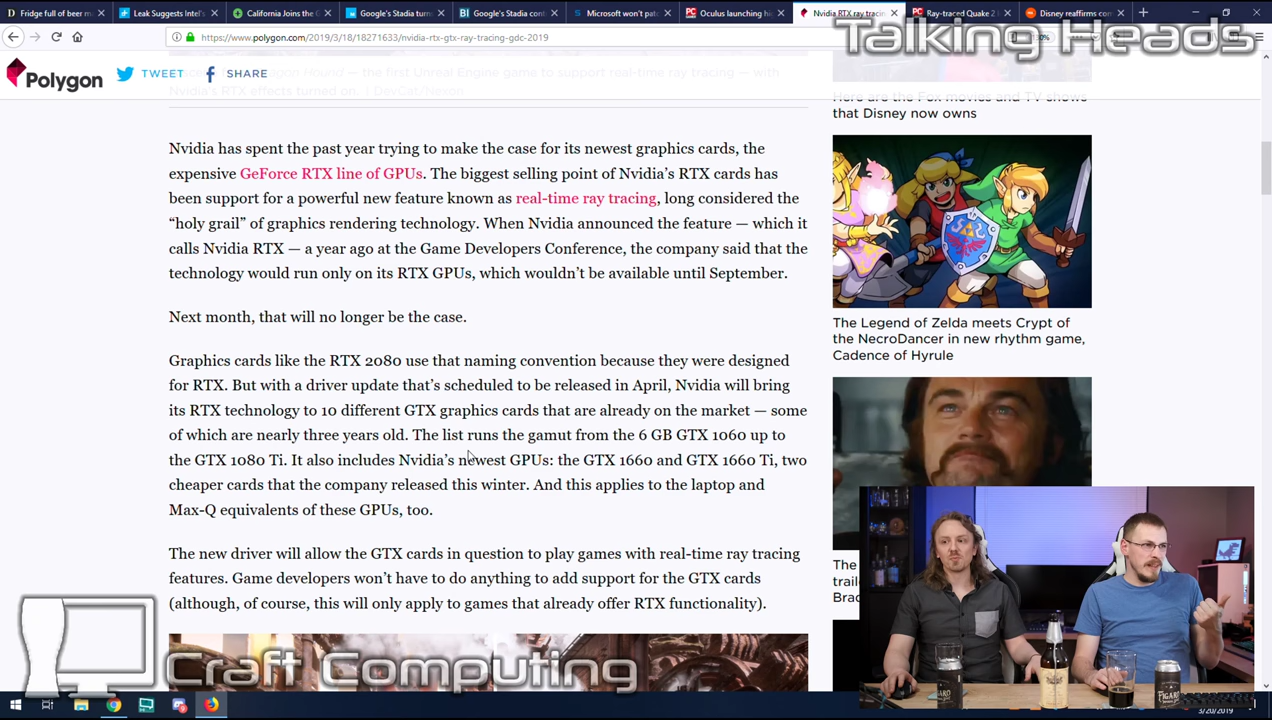 Fridge full of beer m
Leak Suggests Intel's
California Joins the G
Google's Stadia turn
Google's Stadia cont
Microsoft won't pat
Oculus launching hi
Nvidia RTX ray tracin
Ray-traced Quake 2
Disney reaffirms com
https://www.polygon.com/2019/3/18/18271633/nvidia-rtx-gtx-ray-tracing-gdc-2019
Talking Heads
Polygon
TWEET
SHARE
Hound — the first Unreal Engine game to support real-time ray tracing — with
Nvidia's RTX effects turned on. | DevCat/Nexon
Here are the Fox movies and TV shows
that Disney now owns
Nvidia has spent the past year trying to make the case for its newest graphics cards, the
expensive GeForce RTX line of GPUs. The biggest selling point of Nvidia's RTX cards has
been support for a powerful new feature known as real-time ray tracing, long considered the
“holy grail” of graphics rendering technology. When Nvidia announced the feature — which it
calls Nvidia RTX — a year ago at the Game Developers Conference, the company said that the
technology would run only on its RTX GPUs, which wouldn't be available until September.
Next month, that will no longer be the case.
Graphics cards like the RTX 2080 use that naming convention because they were designed
for RTX. But with a driver update that's scheduled to be released in April, Nvidia will bring
its RTX technology to 10 different GTX graphics cards that are already on the market — some
of which are nearly three years old. The list runs the gamut from the 6 GB GTX 1060 up to
the GTX 1080 Ti. It also includes Nvidia's newest GPUs: the GTX 1660 and GTX 1660 Ti, two
cheaper cards that the company released this winter. And this applies to the laptop and
Max-Q equivalents of these GPUs, too.
The new driver will allow the GTX cards in question to play games with real-time ray tracing
features. Game developers won't have to do anything to add support for the GTX cards
(although, of course, this will only apply to games that already offer RTX functionality).
The Legend of Zelda meets Crypt of
the NecroDancer in new rhythm game,
Cadence of Hyrule
The
trail
Brad
FIGARO
FIGARO
Craft Computing
3/20/2019